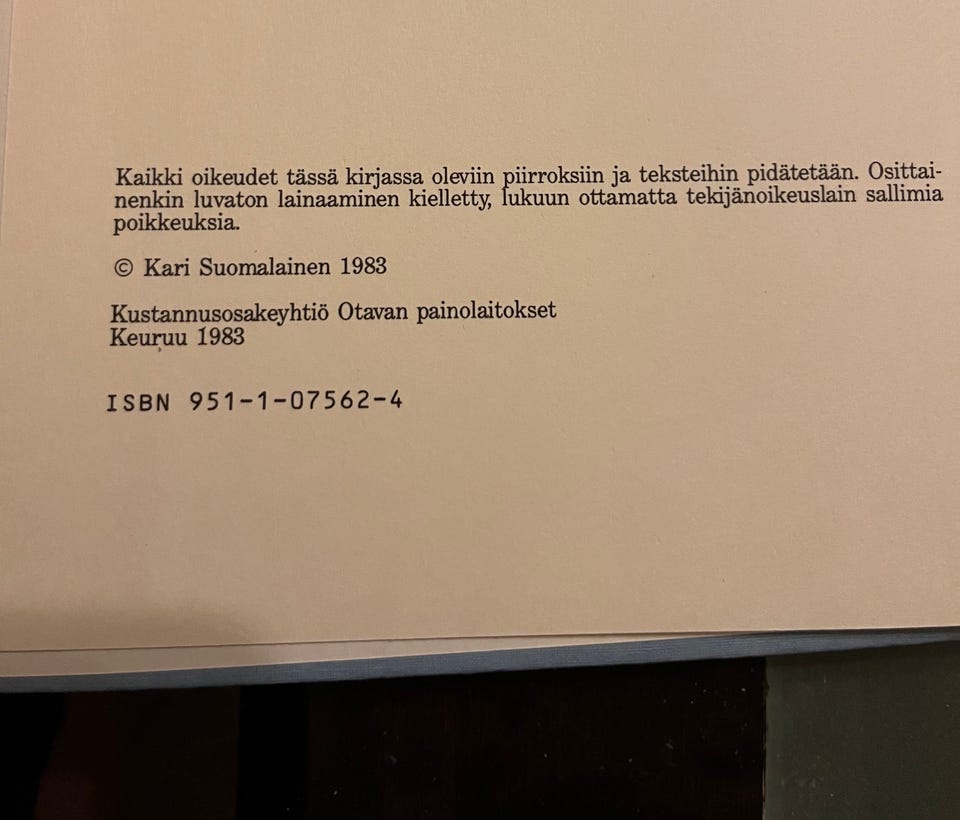 Kaikki oikeudet tässä kirjassa oleviin piirroksiin ja teksteihin pidätetään. Osittai-
nenkin luvaton lainaaminen kielletty, lukuun ottamatta tekijänoikeuslain sallimia
poikkeuksia.
© Kari Suomalainen 1983
Kustannusosakeyhtiö Otavan painolaitokset
Keuruu 1983
ISBN 951-1-07562-4